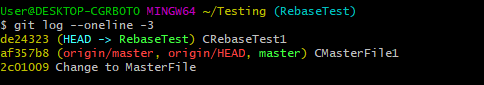 User@DESKTOP-CGRBOTO MINGW64 ~/Testing (RebaseTest)
$ git log --oneline -3
de24323 (HEAD -> RebaseTest) CRebaseTest1
af357b8 (origin/master, origin/HEAD, master) CMasterFile1
2c01009 Change to MasterFile